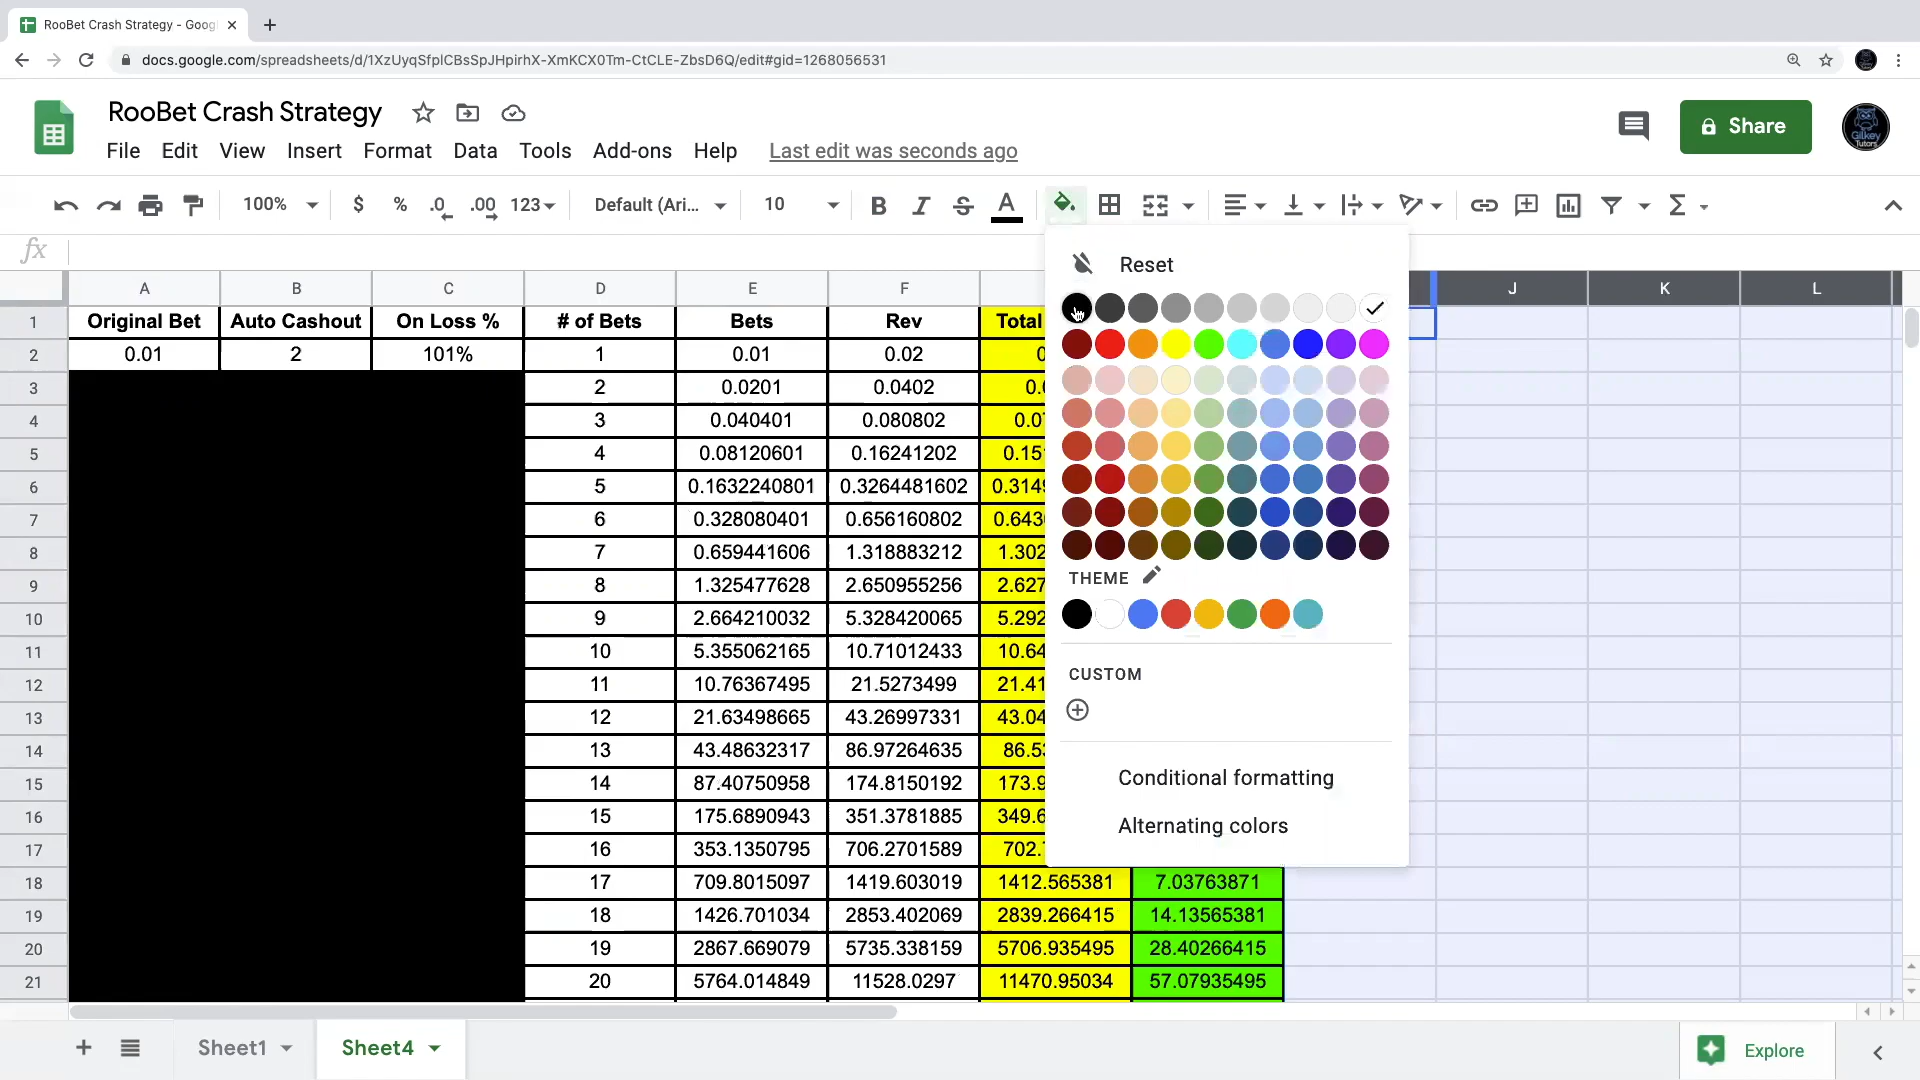 RooBet Crash Strategy - Goog
docs.google.com/spreadsheets/d/1XzUyqSfplCBsSpJHpirhX-XmKCX0Tm-CtCLE-ZbsD6Q/edit#gid=1268056531
RooBet Crash Strategy
File Edit View Insert Format Data Tools Add-ons Help Last edit was seconds ago
Share
Gilkey Tutors
100% $ % .0 .00 123 Default (Ari... 10 B I S A
fx
Reset
A B C D E F J K L
1 Original Bet Auto Cashout On Loss % # of Bets Bets Rev Total
2 0.01 2 101% 1 0.01 0.02
3 2 0.0201 0.0402
4 3 0.040401 0.080802
5 4 0.08120601 0.16241202 0.15
6 5 0.1632240801 0.3264481602 0.314
7 6 0.328080401 0.656160802 0.643
8 7 0.659441606 1.318883212 1.302
9 8 1.325477628 2.650955256 2.627
10 9 2.664210032 5.328420065 5.292
11 10 5.355062165 10.71012433 10.64
12 11 10.76367495 21.5273499 21.41
13 12 21.63498665 43.26997331 43.04
14 13 43.48632317 86.97264635 86.5
15 14 87.40750958 174.8150192 173.9
16 15 175.6890943 351.3781885 349.6
17 16 353.1350795 706.2701589 702.
18 17 709.8015097 1419.603019 1412.565381 7.03763871
19 18 1426.701034 2853.402069 2839.266415 14.13565381
20 19 2867.669079 5735.338159 5706.935495 28.40266415
21 20 5764.014849 11528.0297 11470.95034 57.07935495
THEME
CUSTOM
Conditional formatting
Alternating colors
Sheet1 Sheet4
Explore